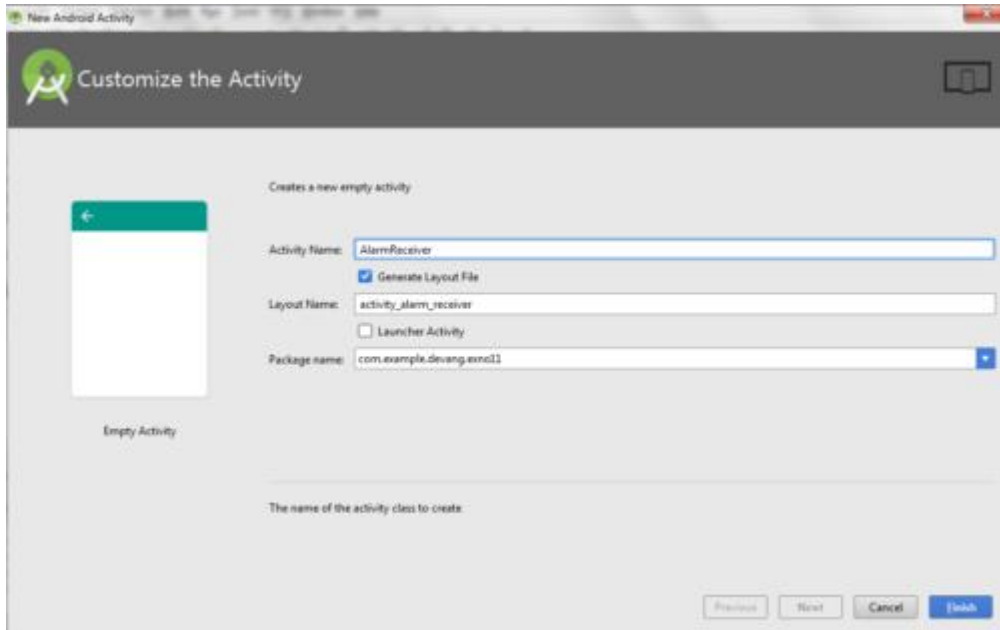 New Android Activity
Customize the Activity
Creates a new empty activity
Activity Name: AlarmReceiver
Generate Layout File
Layout Name: activity_alarm_receiver
Launcher Activity
Package name: com.example.devang.exno11
Empty Activity
The name of the activity class to create
Previous Next Cancel Finish